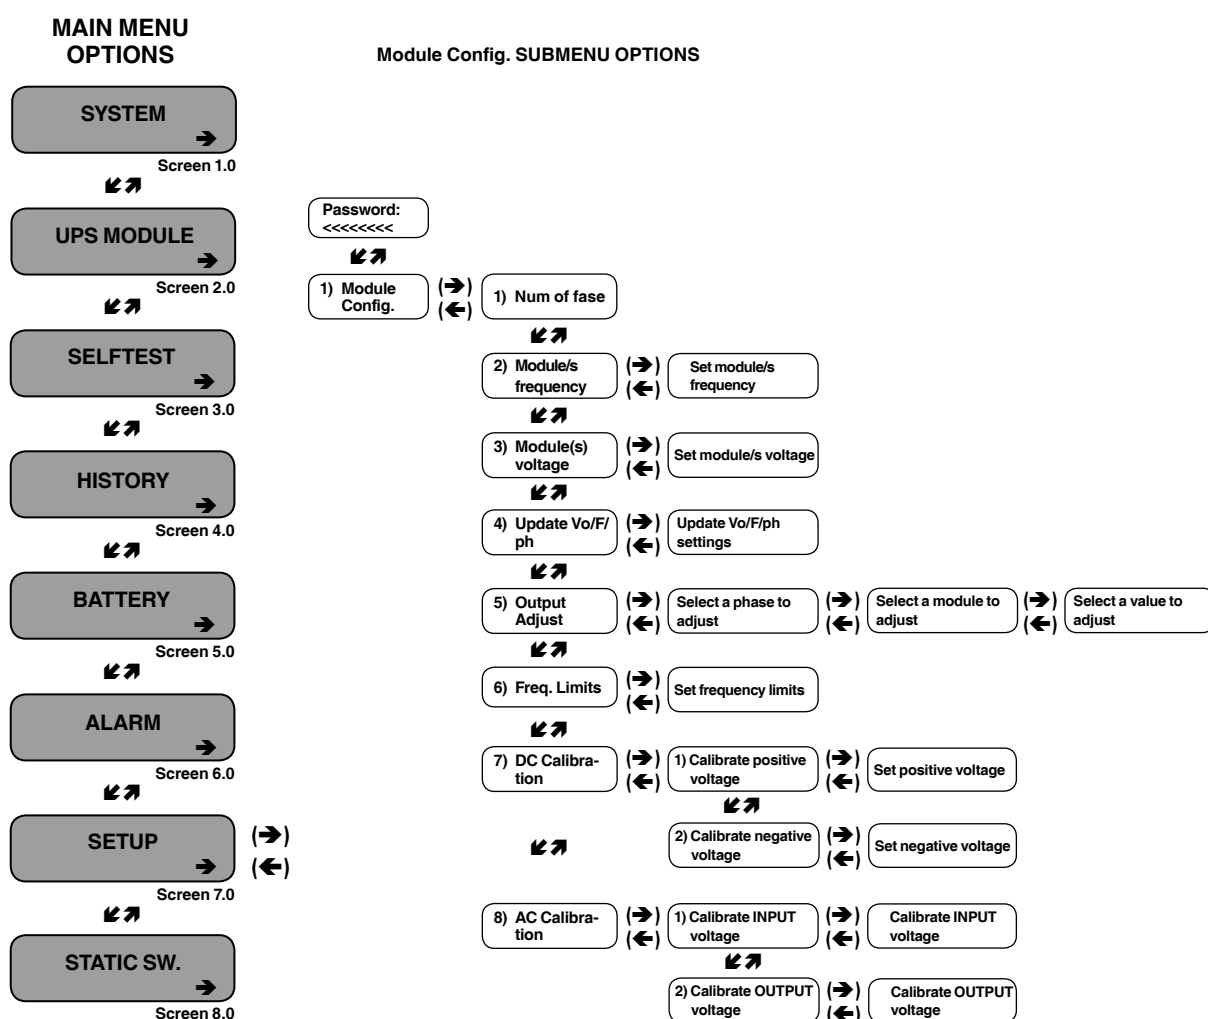 MAIN MENU
OPTIONS
Module Config. SUBMENU OPTIONS
SYSTEM
Screen 1.0
UPS MODULE
Screen 2.0
SELFTEST
Screen 3.0
HISTORY
Screen 4.0
BATTERY
Screen 5.0
ALARM
Screen 6.0
SETUP
Screen 7.0
STATIC SW.
Screen 8.0
Password:
<<<<<<<<
1) Module
Config.
1) Num of fase
2) Module/s
frequency
Set module/s
frequency
3) Module(s)
voltage
Set module/s voltage
4) Update Vo/F/
ph
Update Vo/F/ph
settings
5) Output
Adjust
Select a phase to
adjust
Select a module to
adjust
Select a value to
adjust
6) Freq. Limits
Set frequency limits
7) DC Calibra-
tion
1) Calibrate positive
voltage
Set positive voltage
2) Calibrate negative
voltage
Set negative voltage
8) AC Calibra-
tion
1) Calibrate INPUT
voltage
Calibrate INPUT
voltage
2) Calibrate OUTPUT
voltage
Calibrate OUTPUT
voltage